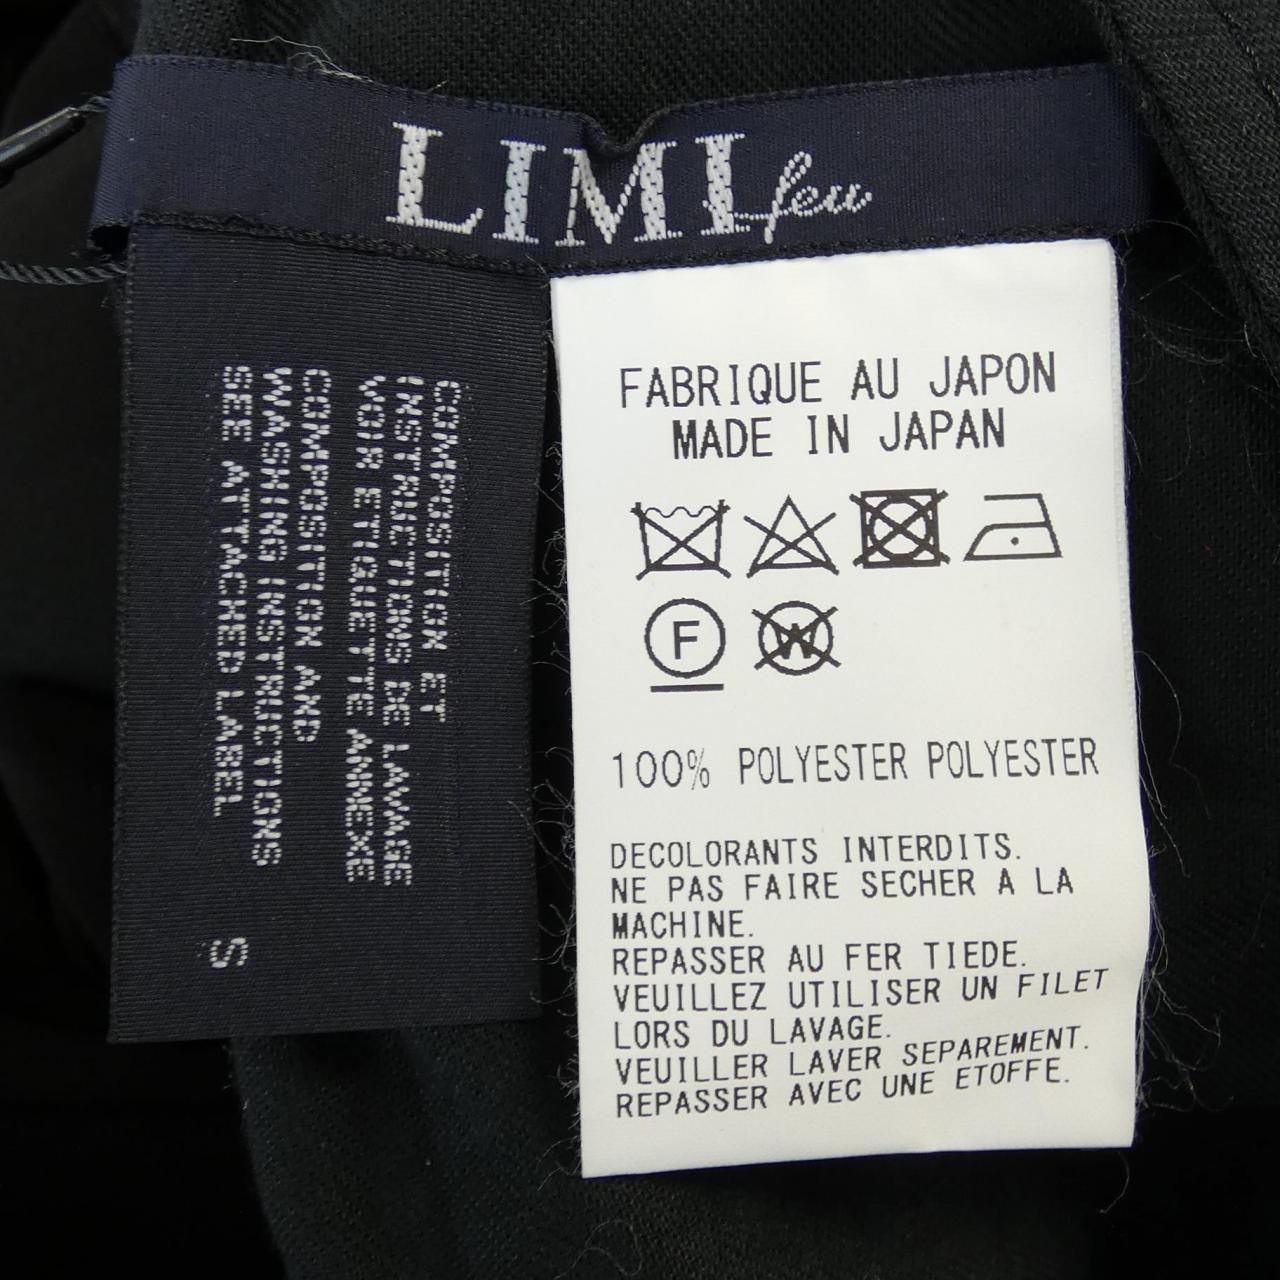 LIMI feu
COMPOSITION ET
INSTRUCTIONS DE LAVAGE
VOIR ETIQUETTE ANNEXE
COMPOSITION AND
WASHING INSTRUCTIONS
SEE ATTACHED LABEL
S
FABRIQUE AU JAPON
MADE IN JAPAN
F W
100% POLYESTER POLYESTER
DECOLORANTS INTERDITS.
NE PAS FAIRE SECHER A LA
MACHINE.
REPASSER AU FER TIEDE.
VEUILLEZ UTILISER UN FILET
LORS DU LAVAGE.
VEUILLER LAVER SEPAREMENT.
REPASSER AVEC UNE ETOFFE.